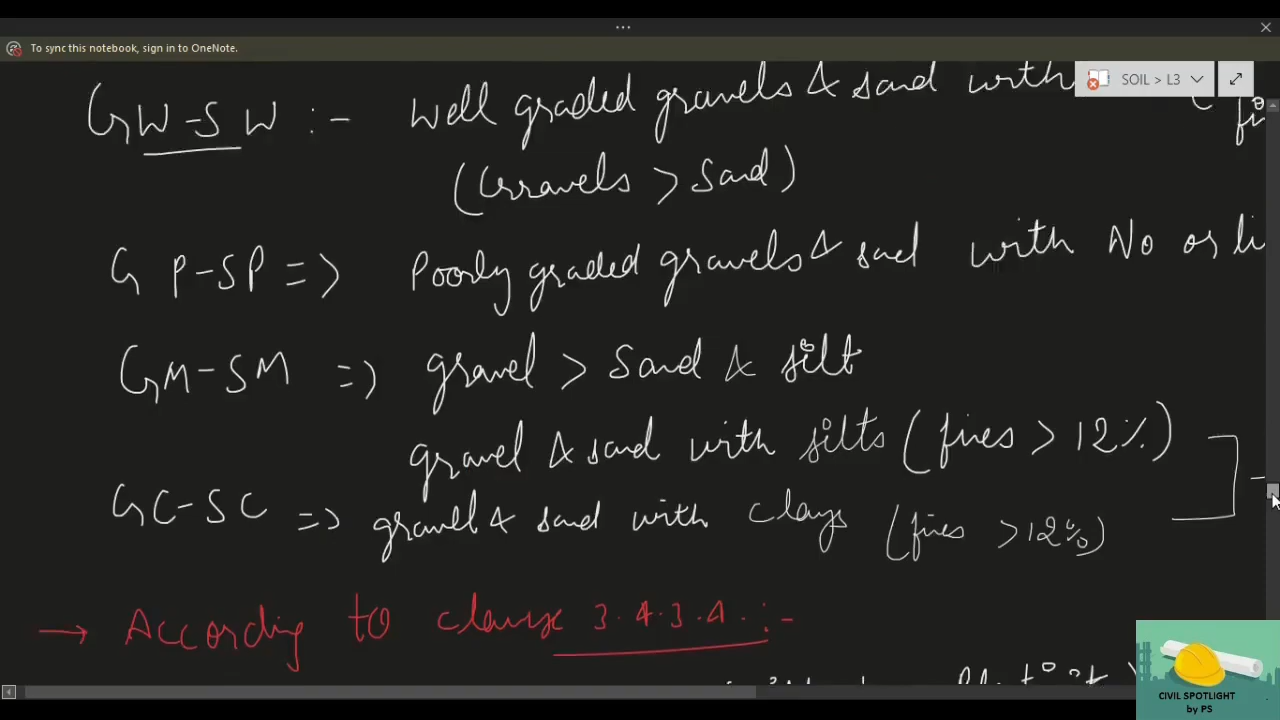 To sync this notebook, sign in to OneNote.
SOIL > L3
GW-SW :- Well graded gravels & sand with
(Gravels > Sand)
GP-SP => Poorly graded gravels & sad with No or li
GM-SM => gravel > Sand & silt
gravel & sand with silts (fines > 12%)
GC-SC => gravel & sand with clays (fines > 12%)
→ According to clause 3.4.3.4. :-
CIVIL SPOTLIGHT
by PS